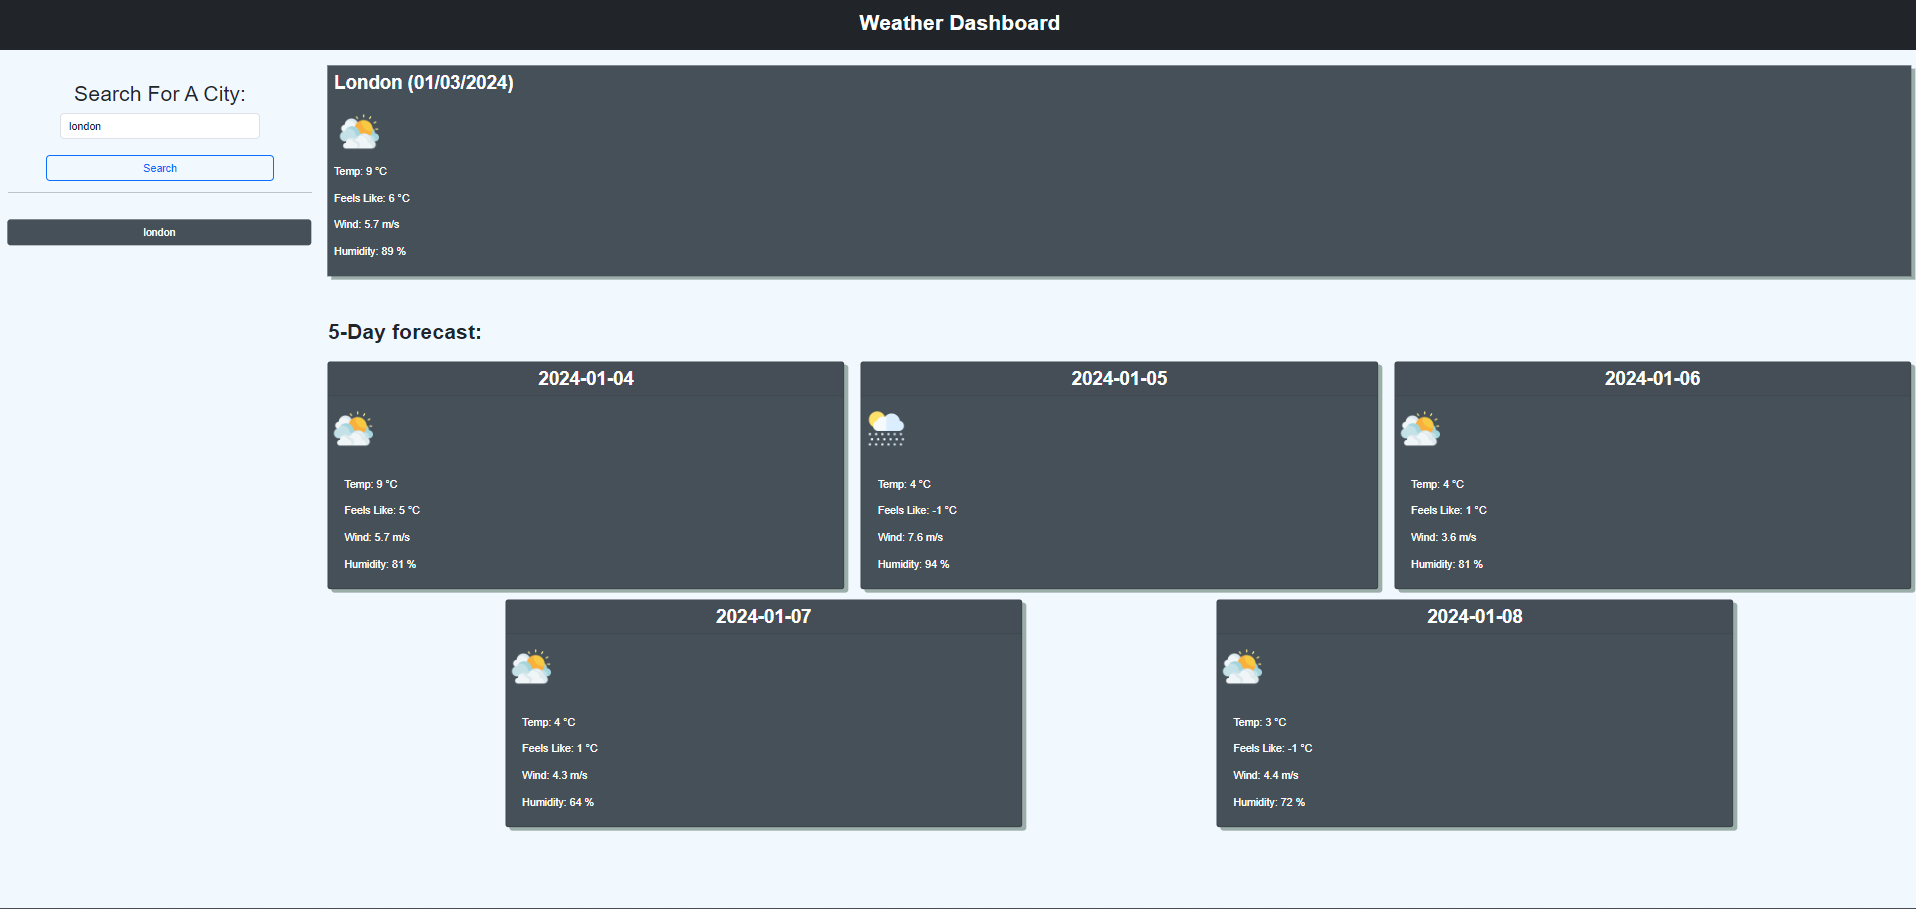 Weather Dashboard
Search For A City:
london
Search
london
London (01/03/2024)
Temp: 9 °C
Feels Like: 6 °C
Wind: 5.7 m/s
Humidity: 89 %
5-Day forecast:
2024-01-04
Temp: 9 °C
Feels Like: 5 °C
Wind: 5.7 m/s
Humidity: 81 %
2024-01-05
Temp: 4 °C
Feels Like: -1 °C
Wind: 7.6 m/s
Humidity: 94 %
2024-01-06
Temp: 4 °C
Feels Like: 1 °C
Wind: 3.6 m/s
Humidity: 81 %
2024-01-07
Temp: 4 °C
Feels Like: 1 °C
Wind: 4.3 m/s
Humidity: 64 %
2024-01-08
Temp: 3 °C
Feels Like: -1 °C
Wind: 4.4 m/s
Humidity: 72 %